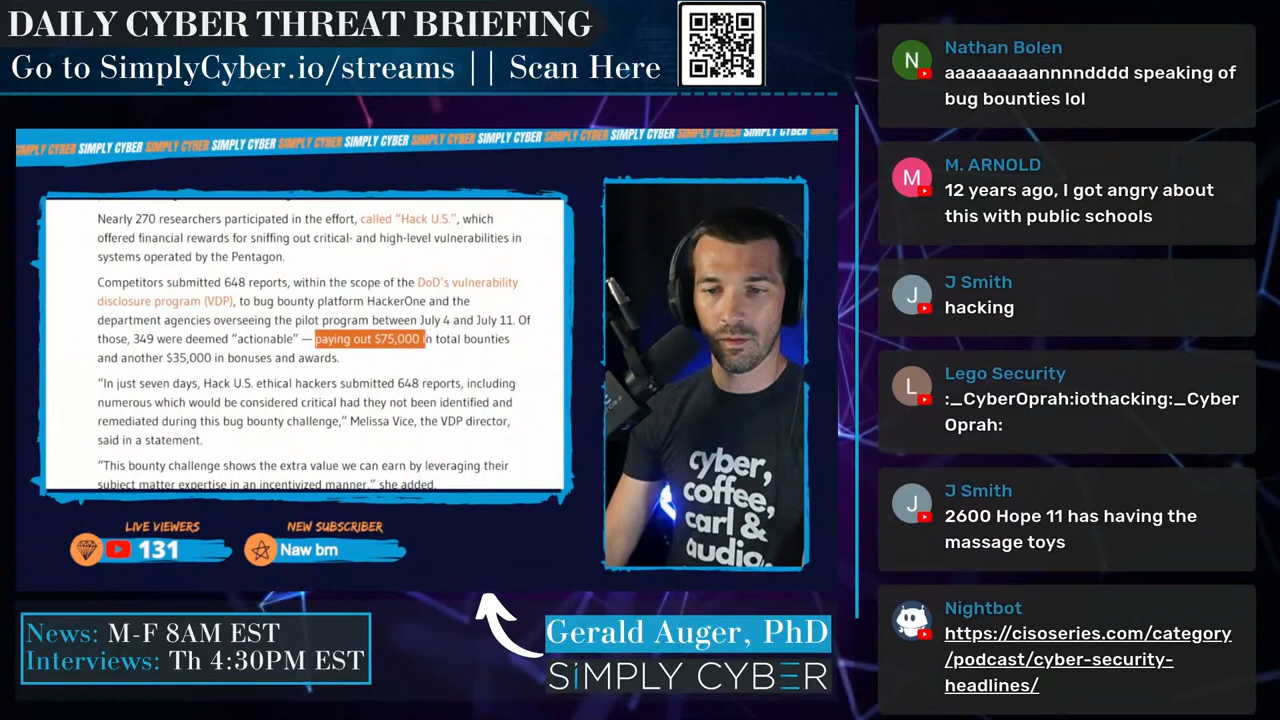 DAILY CYBER THREAT BRIEFING
Go to SimplyCyber.io/streams || Scan Here
SIMPLY CYBER SIMPLY CYBER SIMPLY CYBER SIMPLY CYBER SIMPLY CYBER SIMPLY CYBER SIMPLY CYBER SIMPLY CYBER SIMPLY CYBER SIMPLY CYBER SIMPLY CYBER
Nearly 270 researchers participated in the effort, called “Hack U.S.”, which
offered financial rewards for sniffing out critical- and high-level vulnerabilities in
systems operated by the Pentagon.
Competitors submitted 648 reports, within the scope of the DoD’s vulnerability
disclosure program (VDP), to bug bounty platform HackerOne and the
department agencies overseeing the pilot program between July 4 and July 11. Of
those, 349 were deemed “actionable” — paying out $75,000 in total bounties
and another $35,000 in bonuses and awards.
“In just seven days, Hack U.S. ethical hackers submitted 648 reports, including
numerous which would be considered critical had they not been identified and
remediated during this bug bounty challenge,” Melissa Vice, the VDP director,
said in a statement.
“This bounty challenge shows the extra value we can earn by leveraging their
subject matter expertise in an incentivized manner,” she added.
cyber,
coffee,
carl &
audio.
LIVE VIEWERS
131
NEW SUBSCRIBER
Naw bm
News: M-F 8AM EST
Interviews: Th 4:30PM EST
Gerald Auger, PhD
SIMPLY CYBER
N
Nathan Bolen
aaaaaaaaannnndddd speaking of
bug bounties lol
M
M. ARNOLD
12 years ago, I got angry about
this with public schools
J
J Smith
hacking
L
Lego Security
:_CyberOprah:iothacking:_Cyber
Oprah:
J
J Smith
2600 Hope 11 has having the
massage toys
Nightbot
https://cisoseries.com/category
/podcast/cyber-security-
headlines/